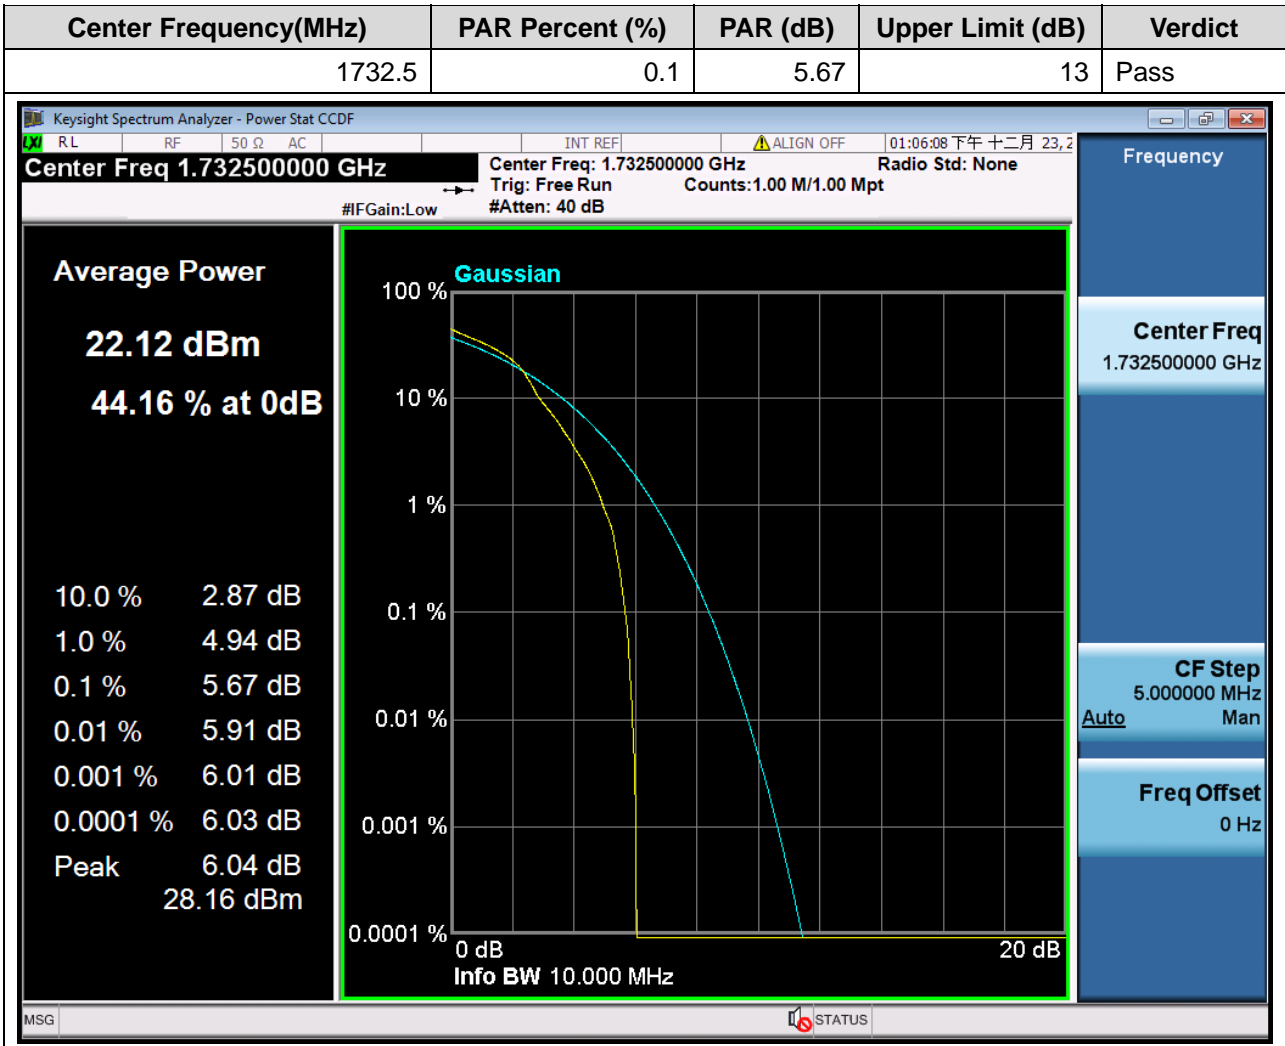 Center Frequency(MHz) PAR Percent (%) PAR (dB) Upper Limit (dB) Verdict
1732.5 0.1 5.67 13 Pass
Keysight Spectrum Analyzer - Power Stat CCDF
LXI RL RF 50 Ω AC INT REF ALIGN OFF 01:06:08 下午 十二月 23, 2
Center Freq 1.732500000 GHz
Center Freq: 1.732500000 GHz Radio Std: None
Trig: Free Run Counts:1.00 M/1.00 Mpt
#IFGain:Low #Atten: 40 dB
Average Power
22.12 dBm
44.16 % at 0dB
10.0 % 2.87 dB
1.0 % 4.94 dB
0.1 % 5.67 dB
0.01 % 5.91 dB
0.001 % 6.01 dB
0.0001 % 6.03 dB
Peak 6.04 dB
28.16 dBm
Gaussian
100 %
10 %
1 %
0.1 %
0.01 %
0.001 %
0.0001 %
0 dB 20 dB
Info BW 10.000 MHz
Frequency
Center Freq
1.732500000 GHz
CF Step
5.000000 MHz
Auto Man
Freq Offset
0 Hz
MSG STATUS